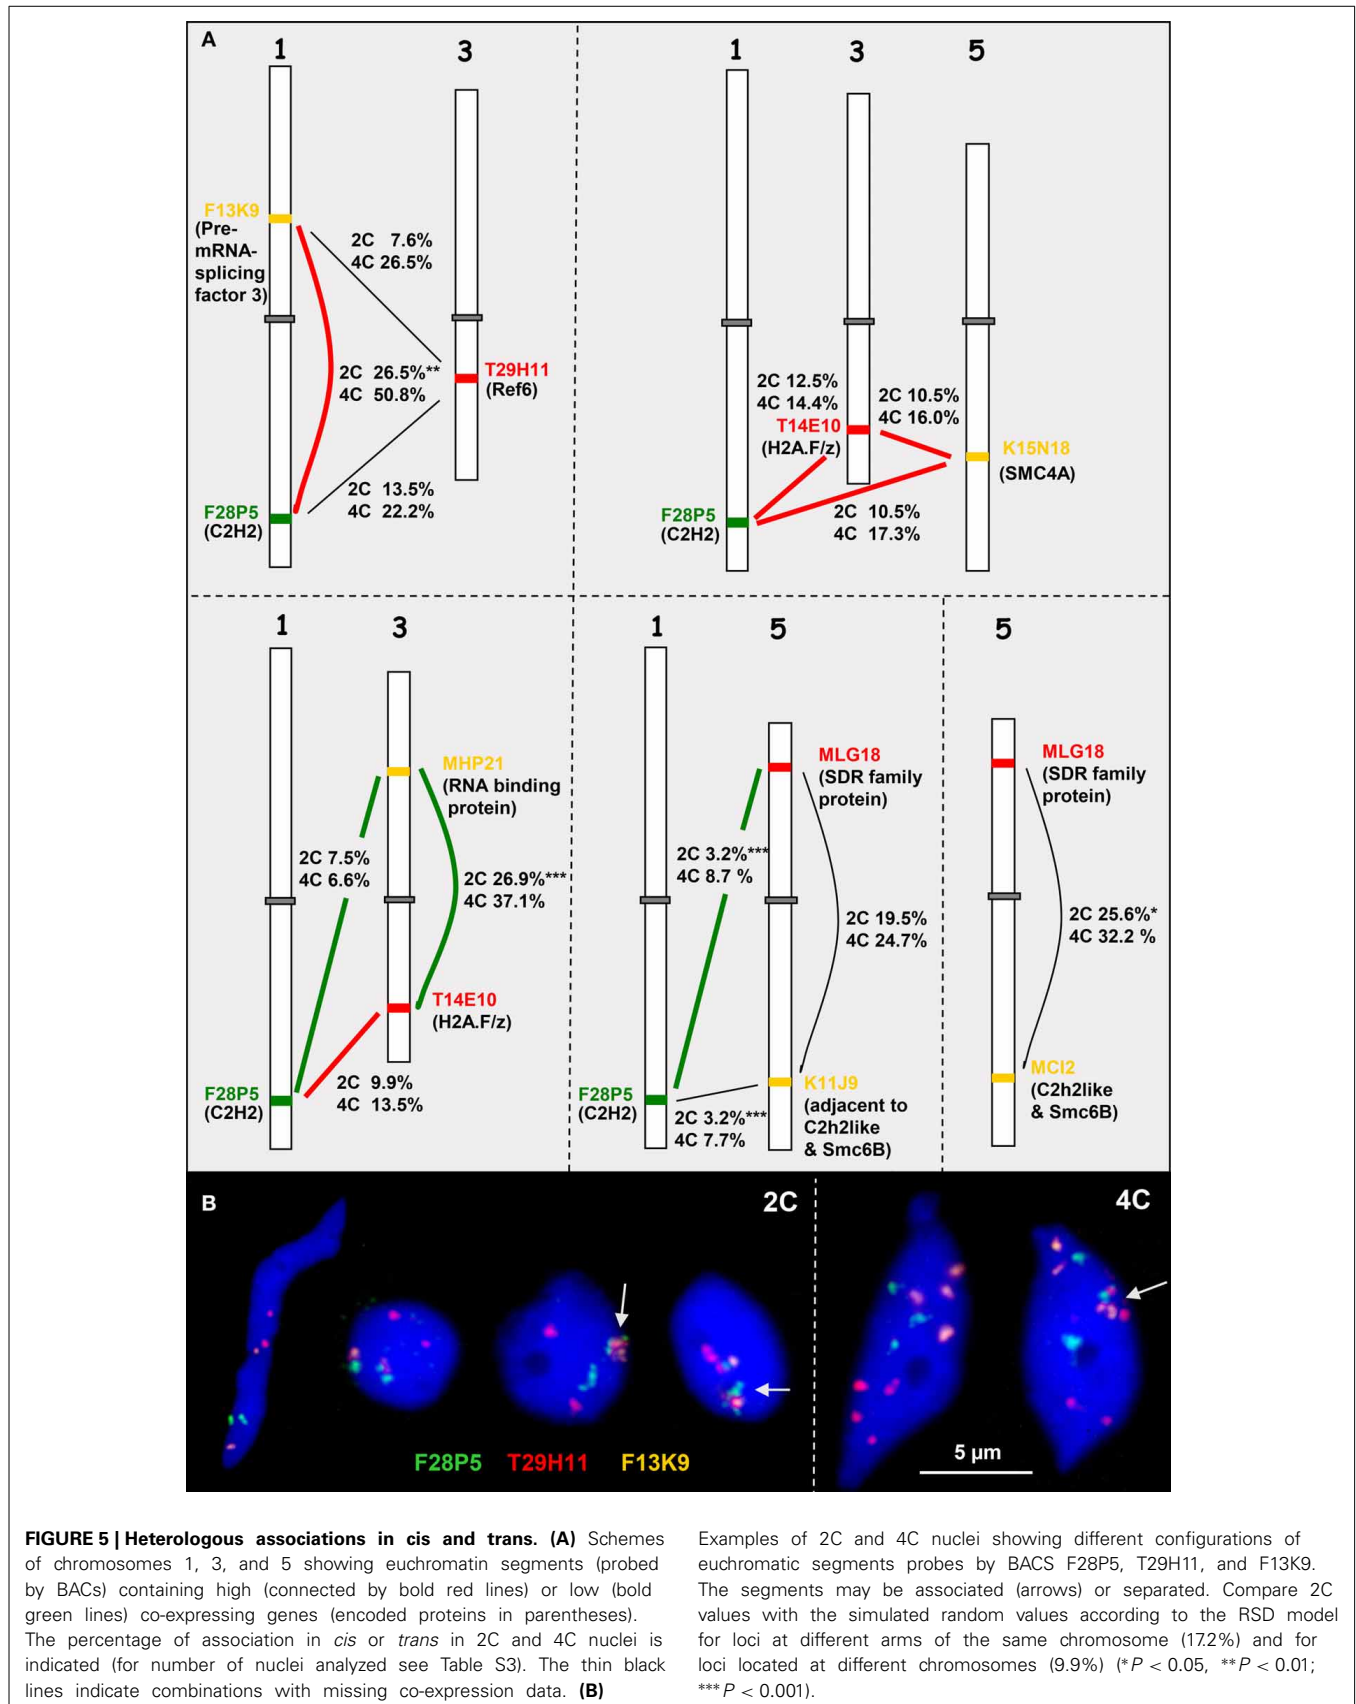 A
1
3
F13K9
(Pre-
mRNA-
splicing
factor 3)
2C 7.6%
4C 26.5%
2C 26.5%**
4C 50.8%
T29H11
(Ref6)
2C 13.5%
4C 22.2%
F28P5
(C2H2)
1
3
5
2C 12.5%
4C 14.4%
T14E10
(H2A.F/z)
2C 10.5%
4C 16.0%
K15N18
(SMC4A)
F28P5
(C2H2)
2C 10.5%
4C 17.3%
1
3
MHP21
(RNA binding
protein)
2C 7.5%
4C 6.6%
2C 26.9%***
4C 37.1%
T14E10
(H2A.F/z)
F28P5
(C2H2)
2C 9.9%
4C 13.5%
1
5
MLG18
(SDR family
protein)
2C 3.2%***
4C 8.7 %
2C 19.5%
4C 24.7%
F28P5
(C2H2)
2C 3.2%***
4C 7.7%
K11J9
(adjacent to
C2h2like
& Smc6B)
5
MLG18
(SDR family
protein)
2C 25.6%*
4C 32.2 %
MCI2
(C2h2like
& Smc6B)
B
2C
4C
F28P5 T29H11 F13K9
5 µm
FIGURE 5 | Heterologous associations in cis and trans. (A) Schemes
of chromosomes 1, 3, and 5 showing euchromatin segments (probed
by BACs) containing high (connected by bold red lines) or low (bold
green lines) co-expressing genes (encoded proteins in parentheses).
The percentage of association in cis or trans in 2C and 4C nuclei is
indicated (for number of nuclei analyzed see Table S3). The thin black
lines indicate combinations with missing co-expression data. (B)
Examples of 2C and 4C nuclei showing different configurations of
euchromatic segments probes by BACS F28P5, T29H11, and F13K9.
The segments may be associated (arrows) or separated. Compare 2C
values with the simulated random values according to the RSD model
for loci at different arms of the same chromosome (17.2%) and for
loci located at different chromosomes (9.9%) (*P < 0.05, **P < 0.01;
***P < 0.001).